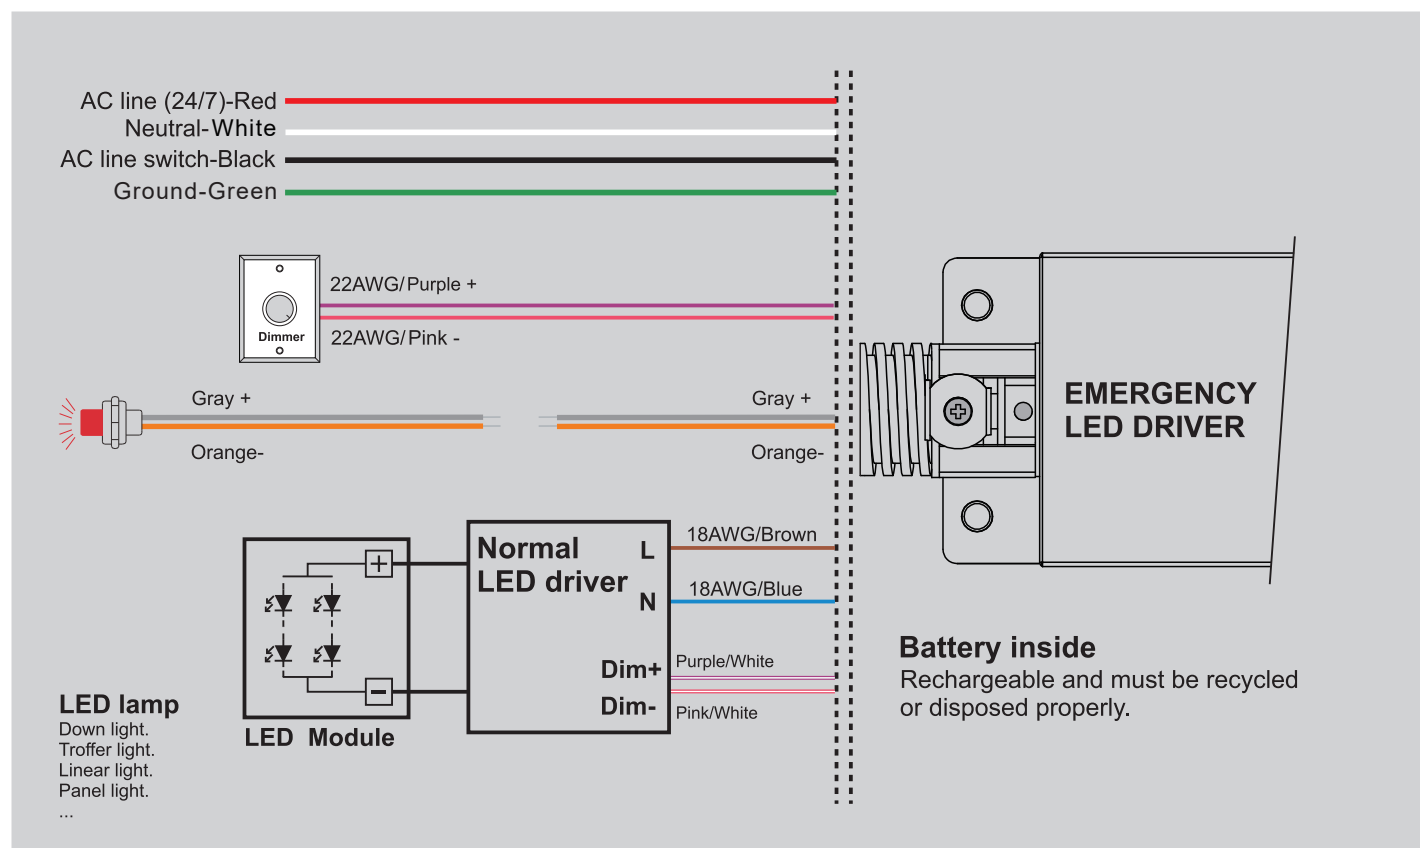 AC line (24/7)-Red
Neutral-White
AC line switch-Black
Ground-Green
22AWG/Purple +
Dimmer
22AWG/Pink -
Gray +
Gray +
Orange-
Orange-
EMERGENCY
LED DRIVER
Normal
LED driver
L
18AWG/Brown
N
18AWG/Blue
Dim+
Purple/White
Dim-
Pink/White
+
-
LED Module
LED lamp
Down light.
Troffer light.
Linear light.
Panel light.
...
Battery inside
Rechargeable and must be recycled
or disposed properly.